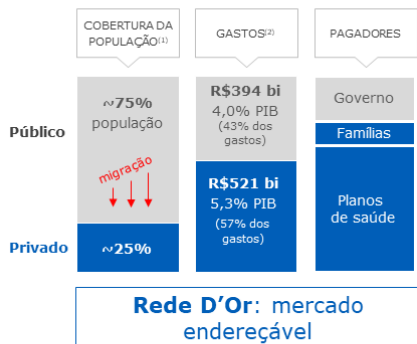 COBERTURA DA
POPULAÇÃO(1)
GASTOS(2)
PAGADORES
Público
~75%
população
migração
R$394 bi
4,0% PIB
(43% dos
gastos)
Governo
Famílias
Privado
~25%
R$521 bi
5,3% PIB
(57% dos
gastos)
Planos
de saúde
Rede D’Or: mercado
endereçável